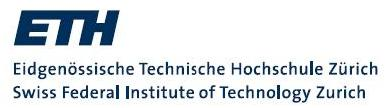 ETH
Eidgenössische Technische Hochschule Zürich
Swiss Federal Institute of Technology Zurich